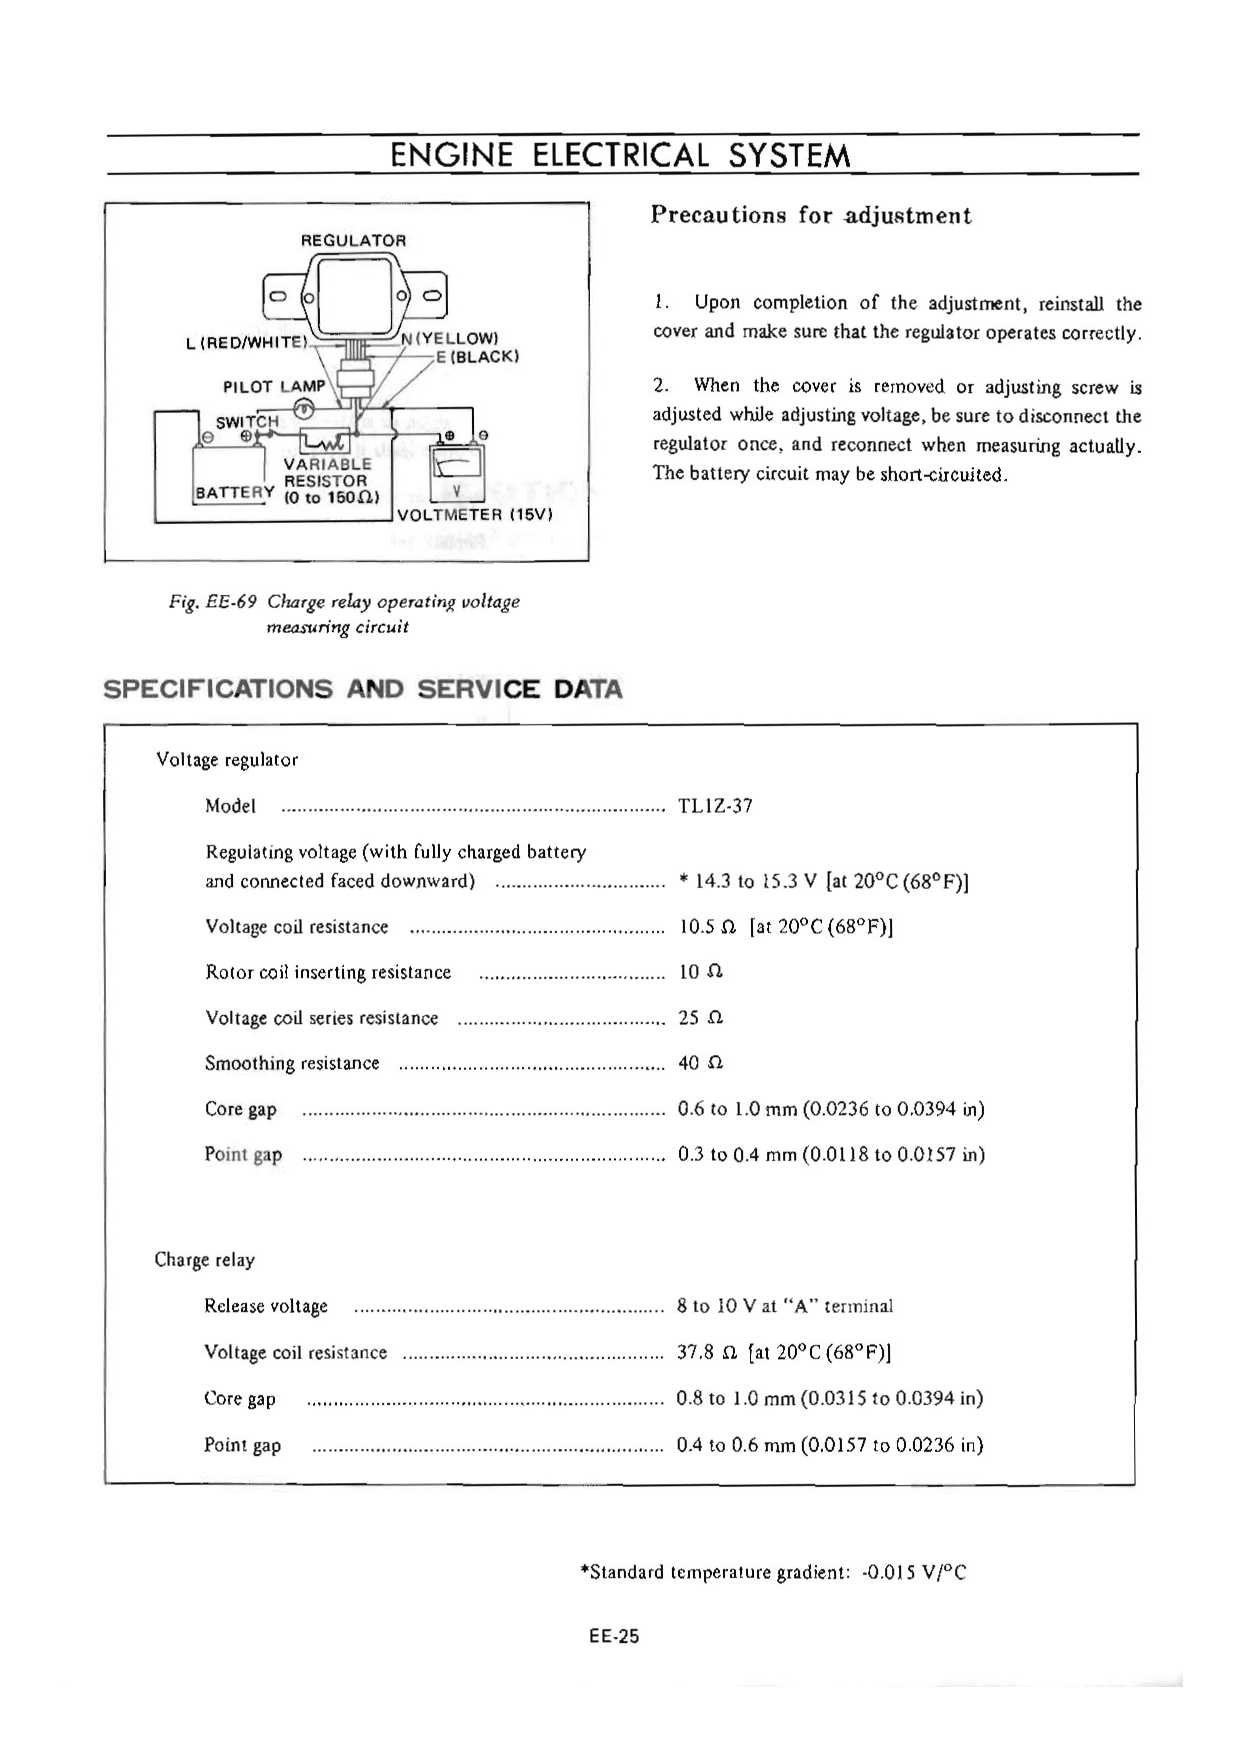 ENGINE ELECTRICAL SYSTEM
REGULATOR
L (RED/WHITE)
N (YELLOW)
E (BLACK)
PILOT LAMP
SWITCH
⊖ ⊕
⊕ ⊖
VARIABLE
RESISTOR
(0 to 150Ω)
BATTERY
V
VOLTMETER (15V)
Fig. EE-69 Charge relay operating voltage
measuring circuit
Precautions for adjustment
1. Upon completion of the adjustment, reinstall the
cover and make sure that the regulator operates correctly.
2. When the cover is removed or adjusting screw is
adjusted while adjusting voltage, be sure to disconnect the
regulator once, and reconnect when measuring actually.
The battery circuit may be short-circuited.
SPECIFICATIONS AND SERVICE DATA
Voltage regulator
Model ........................................ TL1Z-37
Regulating voltage (with fully charged battery
and connected faced downward) ................................ * 14.3 to 15.3 V [at 20°C (68°F)]
Voltage coil resistance ................................ 10.5 Ω [at 20°C (68°F)]
Rotor coil inserting resistance ................................ 10 Ω
Voltage coil series resistance ................................ 25 Ω
Smoothing resistance ................................ 40 Ω
Core gap ................................ 0.6 to 1.0 mm (0.0236 to 0.0394 in)
Point gap ................................ 0.3 to 0.4 mm (0.0118 to 0.0157 in)
Charge relay
Release voltage ................................ 8 to 10 V at "A" terminal
Voltage coil resistance ................................ 37.8 Ω [at 20°C (68°F)]
Core gap ................................ 0.8 to 1.0 mm (0.0315 to 0.0394 in)
Point gap ................................ 0.4 to 0.6 mm (0.0157 to 0.0236 in)
*Standard temperature gradient: -0.015 V/°C
EE-25